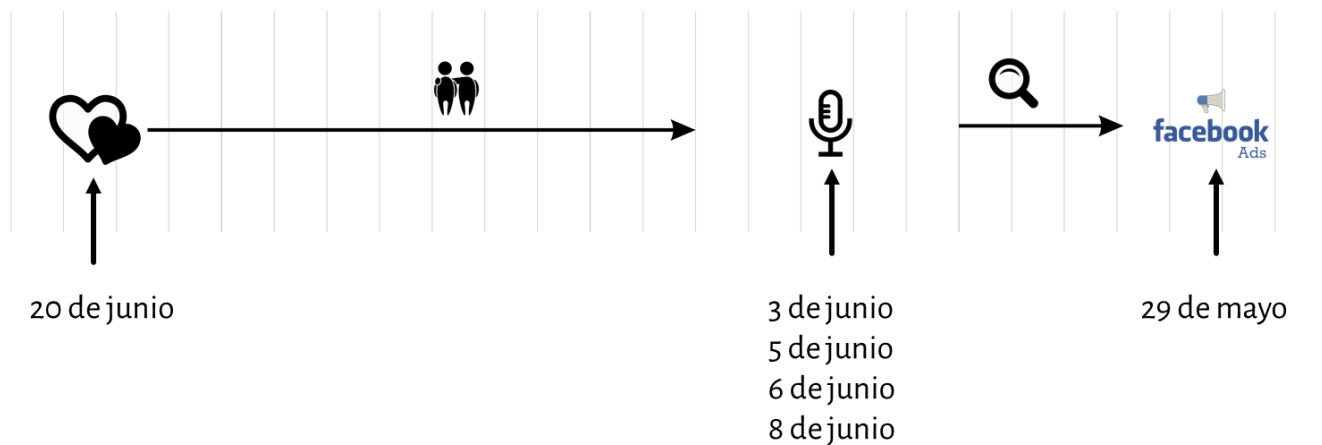 facebook
Ads
20 de junio
3 de junio
5 de junio
6 de junio
8 de junio
29 de mayo